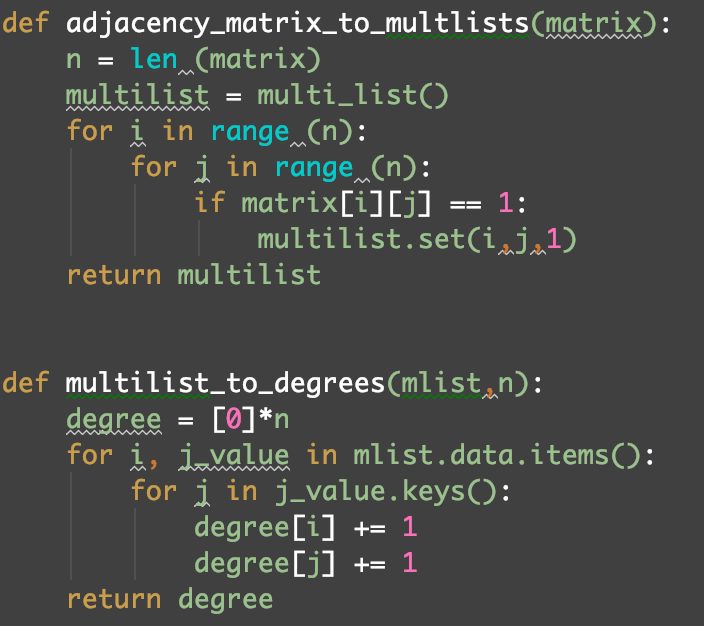 def adjacency_matrix_to_multlists(matrix):
    n = len (matrix)
    multilist = multi_list()
    for i in range (n):
        for j in range (n):
            if matrix[i][j] == 1:
                multilist.set(i,j,1)
    return multilist
def multilist_to_degrees(mlist,n):
    degree = [0]*n
    for i, j_value in mlist.data.items():
        for j in j_value.keys():
            degree[i] += 1
            degree[j] += 1
    return degree